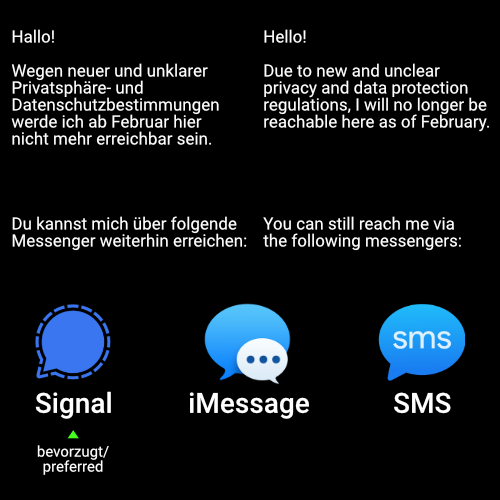 Hallo!
Wegen neuer und unklarer
Privatsphäre- und
Datenschutzbestimmungen
werde ich ab Februar hier
nicht mehr erreichbar sein.
Du kannst mich über folgende
Messenger weiterhin erreichen:
Hello!
Due to new and unclear
privacy and data protection
regulations, I will no longer be
reachable here as of February.
You can still reach me via
the following messengers:
sms
Signal
iMessage
SMS
bevorzugt/
preferred